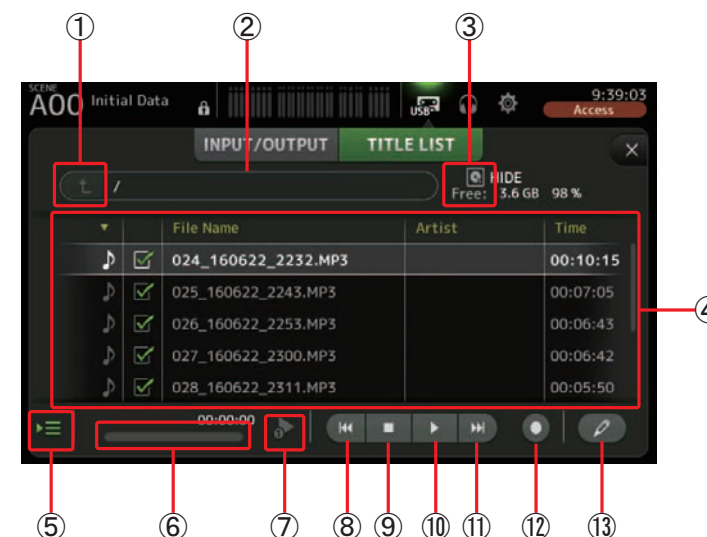 ① ② ③
SCENE
A00 Initial Data USB 9:39:03
Access
INPUT/OUTPUT TITLE LIST ×
/ HIDE
Free: 3.6 GB 98 %
File Name Artist Time
024_160622_2232.MP3 00:10:15
025_160622_2243.MP3 00:07:05
026_160622_2253.MP3 00:06:43
④
027_160622_2300.MP3 00:06:42
028_160622_2311.MP3 00:05:50
00:00:00
1
⑤ ⑥ ⑦ ⑧ ⑨ ⑩ ⑪ ⑫ ⑬